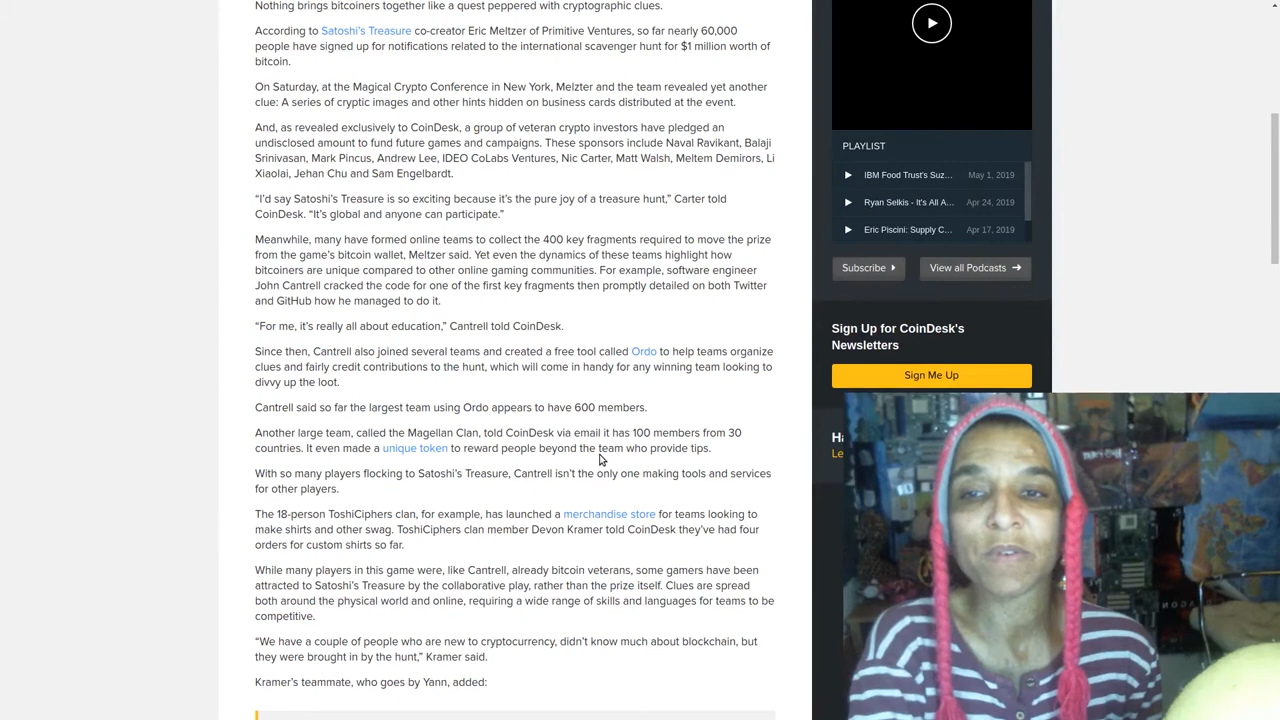 Nothing brings bitcoiners together like a quest peppered with cryptographic clues.
According to Satoshi's Treasure co-creator Eric Meltzer of Primitive Ventures, so far nearly 60,000
people have signed up for notifications related to the international scavenger hunt for $1 million worth of
bitcoin.
On Saturday, at the Magical Crypto Conference in New York, Melzter and the team revealed yet another
clue: A series of cryptic images and other hints hidden on business cards distributed at the event.
And, as revealed exclusively to CoinDesk, a group of veteran crypto investors have pledged an
undisclosed amount to fund future games and campaigns. These sponsors include Naval Ravikant, Balaji
Srinivasan, Mark Pincus, Andrew Lee, IDEO CoLabs Ventures, Nic Carter, Matt Walsh, Meltem Demirors, Li
Xiaolai, Jehan Chu and Sam Engelbardt.
“I'd say Satoshi's Treasure is so exciting because it's the pure joy of a treasure hunt,” Carter told
CoinDesk. “It's global and anyone can participate.”
Meanwhile, many have formed online teams to collect the 400 key fragments required to move the prize
from the game's bitcoin wallet, Meltzer said. Yet even the dynamics of these teams highlight how
bitcoiners are unique compared to other online gaming communities. For example, software engineer
John Cantrell cracked the code for one of the first key fragments then promptly detailed on both Twitter
and GitHub how he managed to do it.
“For me, it's really all about education,” Cantrell told CoinDesk.
Since then, Cantrell also joined several teams and created a free tool called Ordo to help teams organize
clues and fairly credit contributions to the hunt, which will come in handy for any winning team looking to
divvy up the loot.
Cantrell said so far the largest team using Ordo appears to have 600 members.
Another large team, called the Magellan Clan, told CoinDesk via email it has 100 members from 30
countries. It even made a unique token to reward people beyond the team who provide tips.
With so many players flocking to Satoshi's Treasure, Cantrell isn't the only one making tools and services
for other players.
The 18-person ToshiCiphers clan, for example, has launched a merchandise store for teams looking to
make shirts and other swag. ToshiCiphers clan member Devon Kramer told CoinDesk they've had four
orders for custom shirts so far.
While many players in this game were, like Cantrell, already bitcoin veterans, some gamers have been
attracted to Satoshi's Treasure by the collaborative play, rather than the prize itself. Clues are spread
both around the physical world and online, requiring a wide range of skills and languages for teams to be
competitive.
“We have a couple of people who are new to cryptocurrency, didn't know much about blockchain, but
they were brought in by the hunt,” Kramer said.
Kramer's teammate, who goes by Yann, added:
PLAYLIST
IBM Food Trust's Suz... May 1, 2019
Ryan Selkis - It's All A... Apr 24, 2019
Eric Piscini: Supply C... Apr 17, 2019
Subscribe View all Podcasts
Sign Up for CoinDesk's
Newsletters
Sign Me Up
Ha
Le